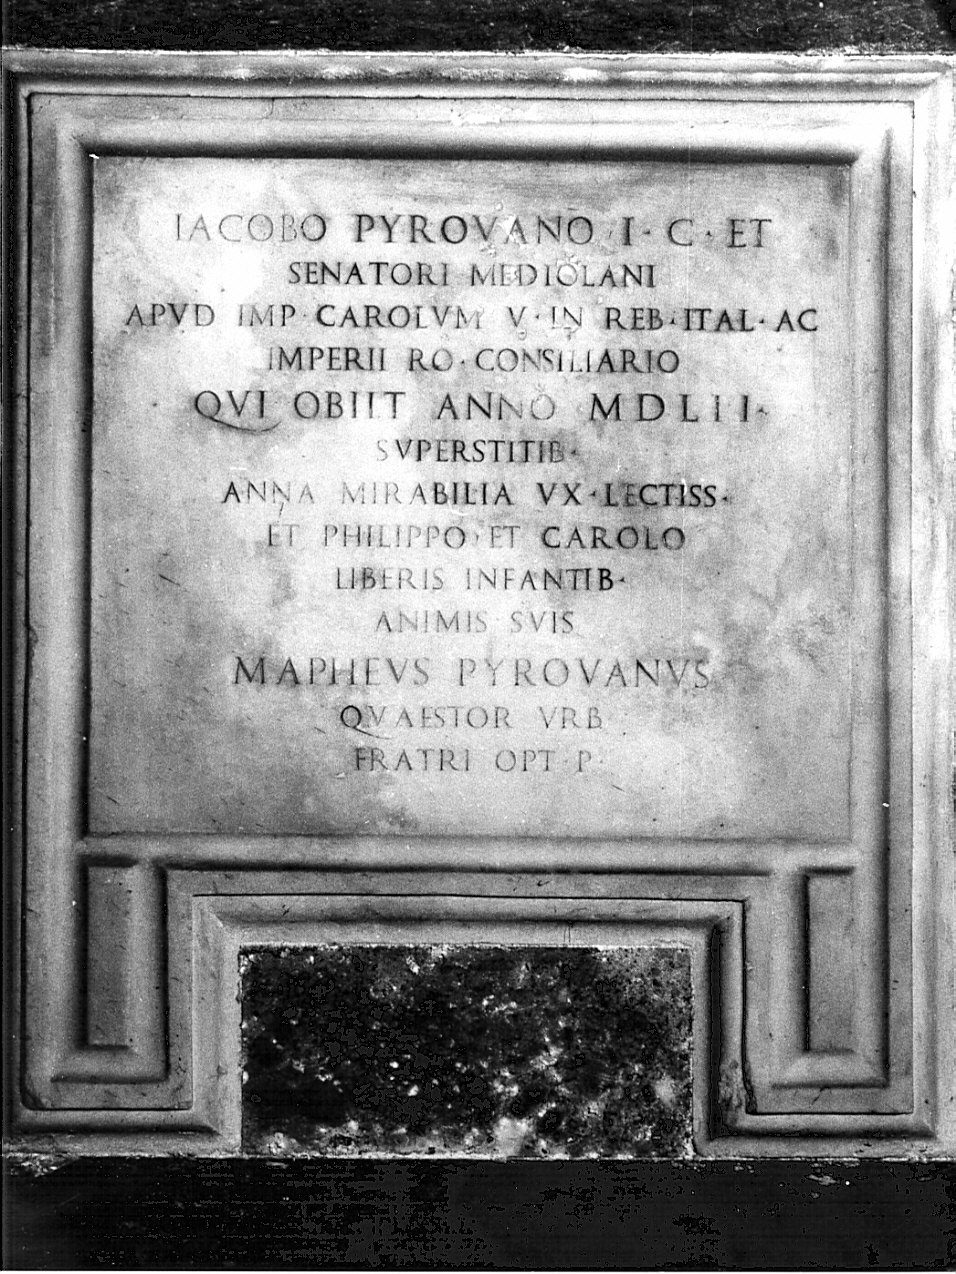 IACOBO PYROVANO · I · C · ET
SENATORI MEDIOLANI
APVD IMP · CAROLVM V · IN REB · ITAL · AC
IMPERII RO · CONSILIARIO
QVI OBIIT ANNO MDLII ·
SVPERSTITIB ·
ANNA MIRABILIA VX · LECTISS ·
ET PHILIPPO · ET CAROLO
LIBERIS INFANTIB ·
ANIMIS SVIS
MAPHEVS PYROVANVS
QVAESTOR VRB
FRATRI OPT · P ·